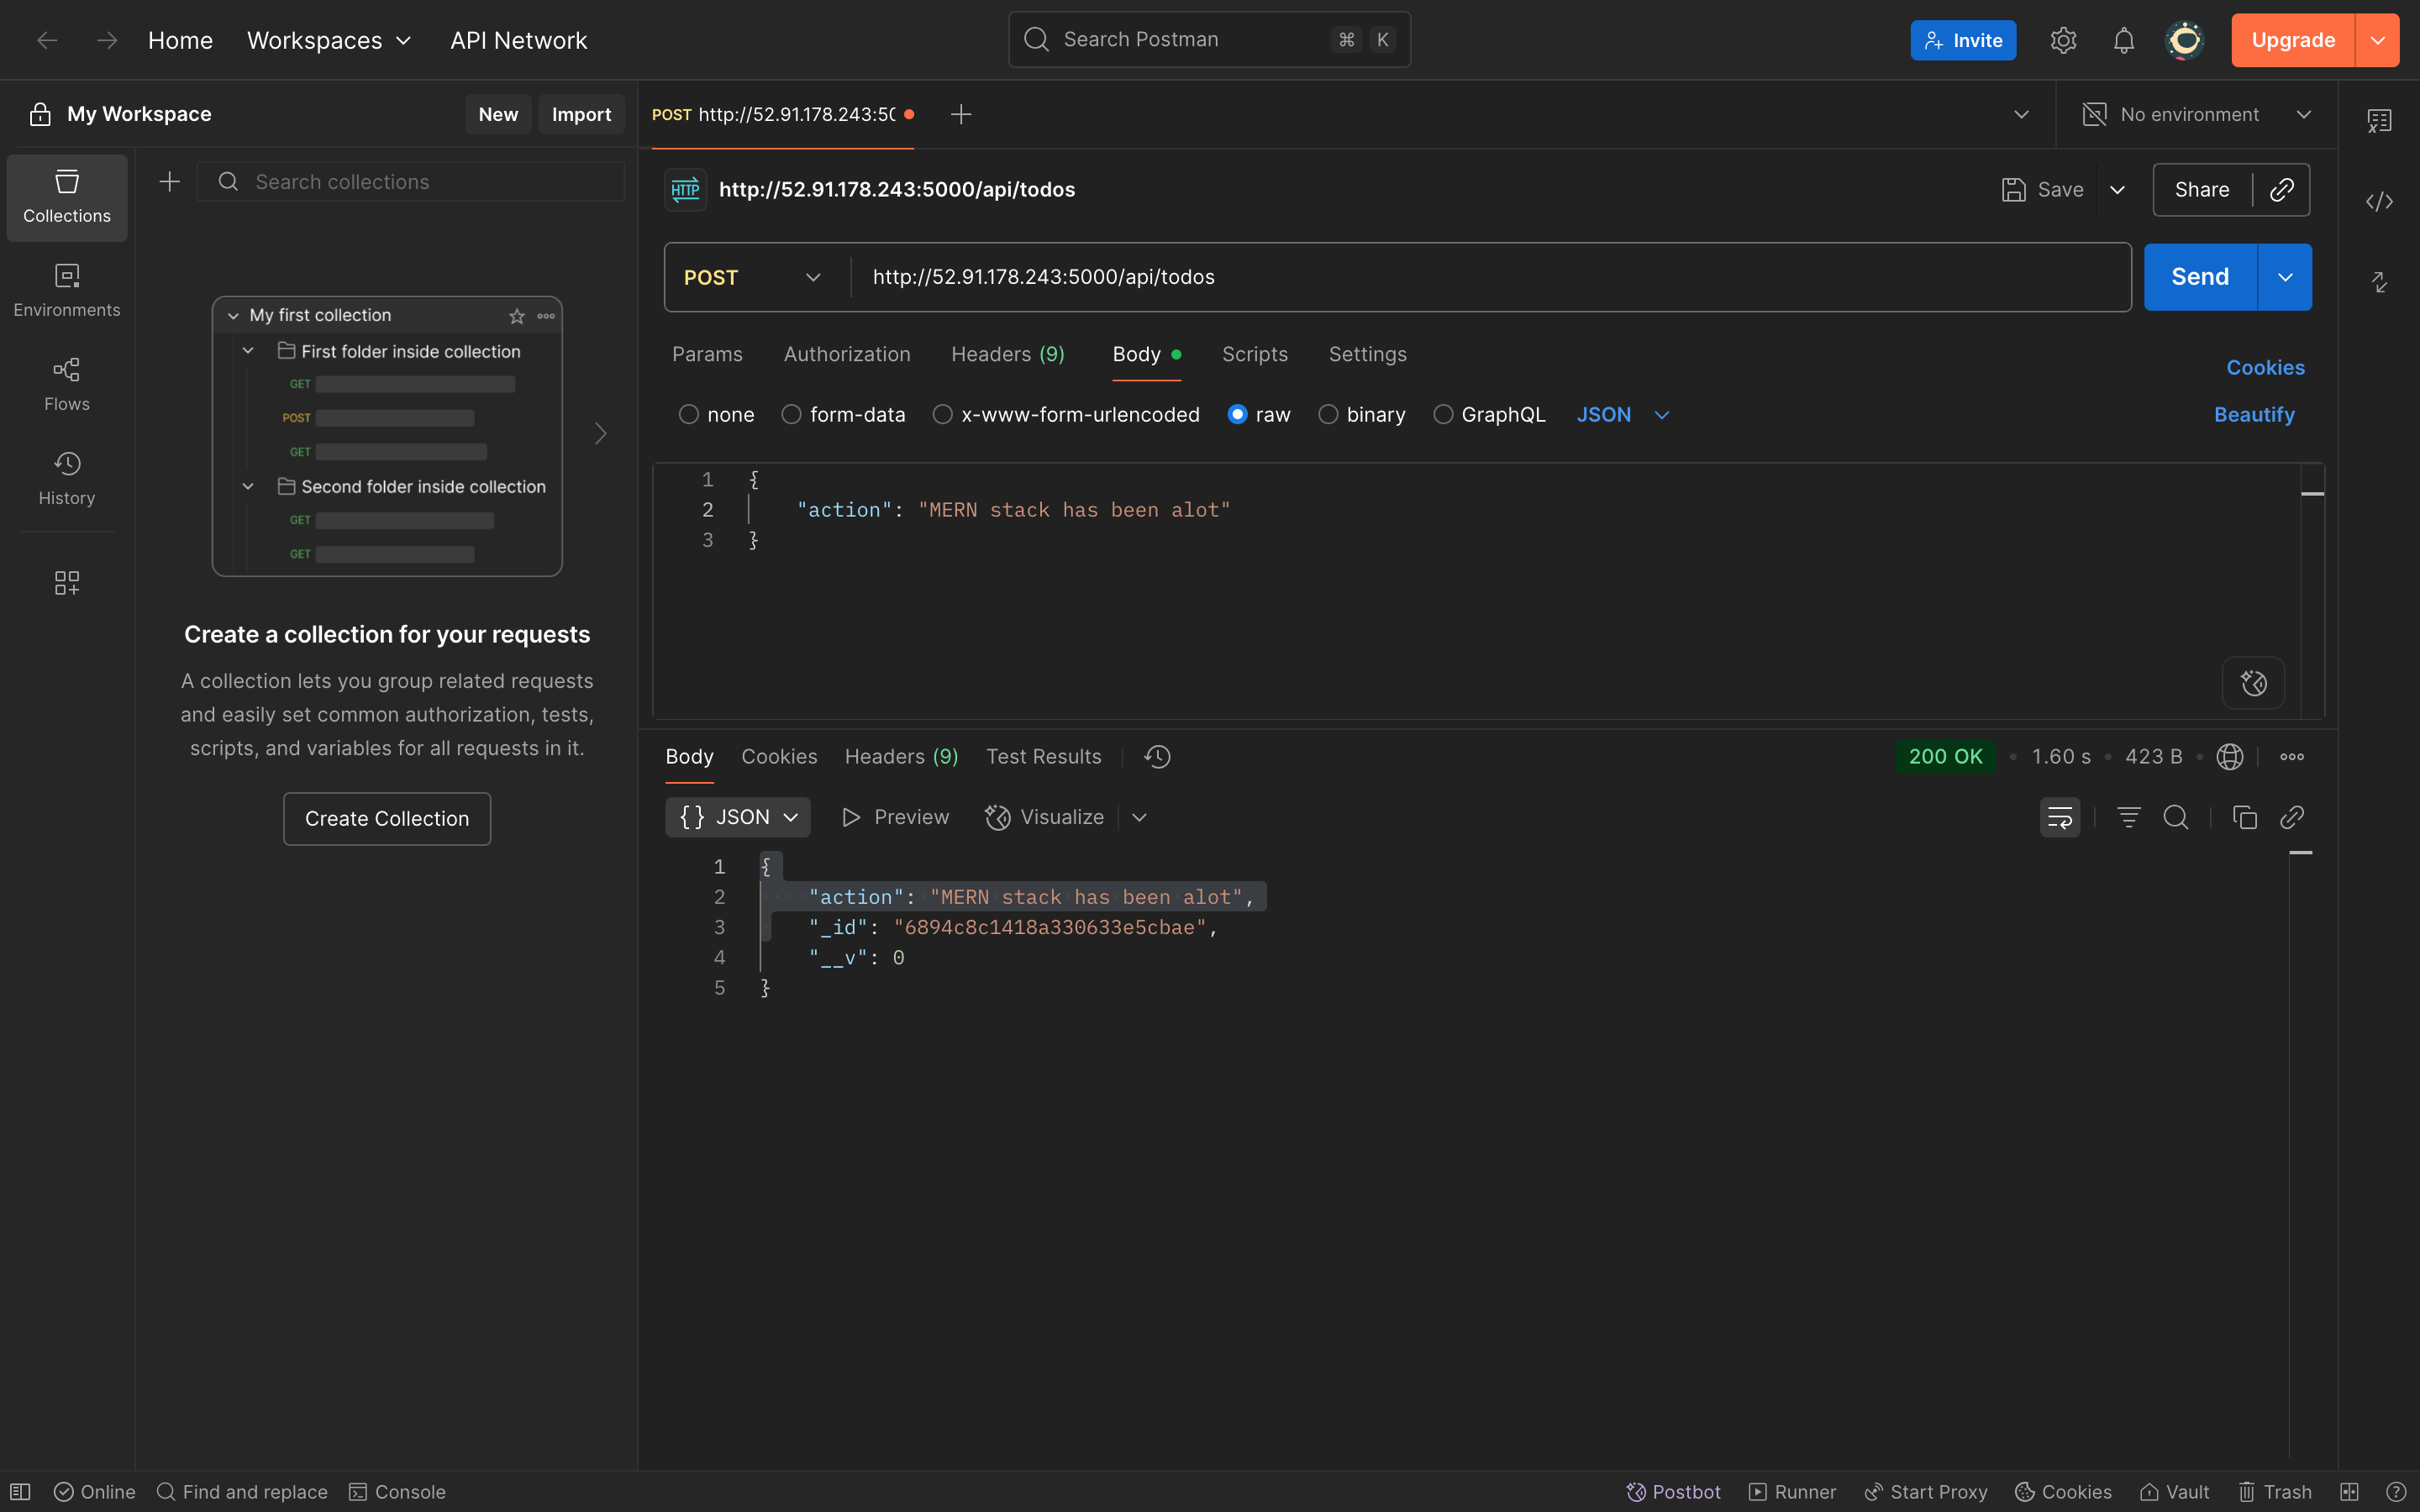 Home Workspaces API Network Search Postman ⌘ K Invite Upgrade
My Workspace New Import POST http://52.91.178.243:50 No environment
Collections
Search collections
http://52.91.178.243:5000/api/todos Save Share
Environments
POST http://52.91.178.243:5000/api/todos Send
My first collection
First folder inside collection
GET
POST
GET
Second folder inside collection
GET
GET
Flows
History
Params Authorization Headers (9) Body Scripts Settings Cookies
none form-data x-www-form-urlencoded raw binary GraphQL JSON Beautify
1 {
2 "action": "MERN stack has been alot"
3 }
Create a collection for your requests
A collection lets you group related requests
and easily set common authorization, tests,
scripts, and variables for all requests in it.
Create Collection
Body Cookies Headers (9) Test Results 200 OK • 1.60 s • 423 B •
{} JSON Preview Visualize
1 {
2 "action": "MERN stack has been alot",
3 "_id": "6894c8c1418a330633e5cbae",
4 "__v": 0
5 }
Online Find and replace Console Postbot Runner Start Proxy Cookies Vault Trash